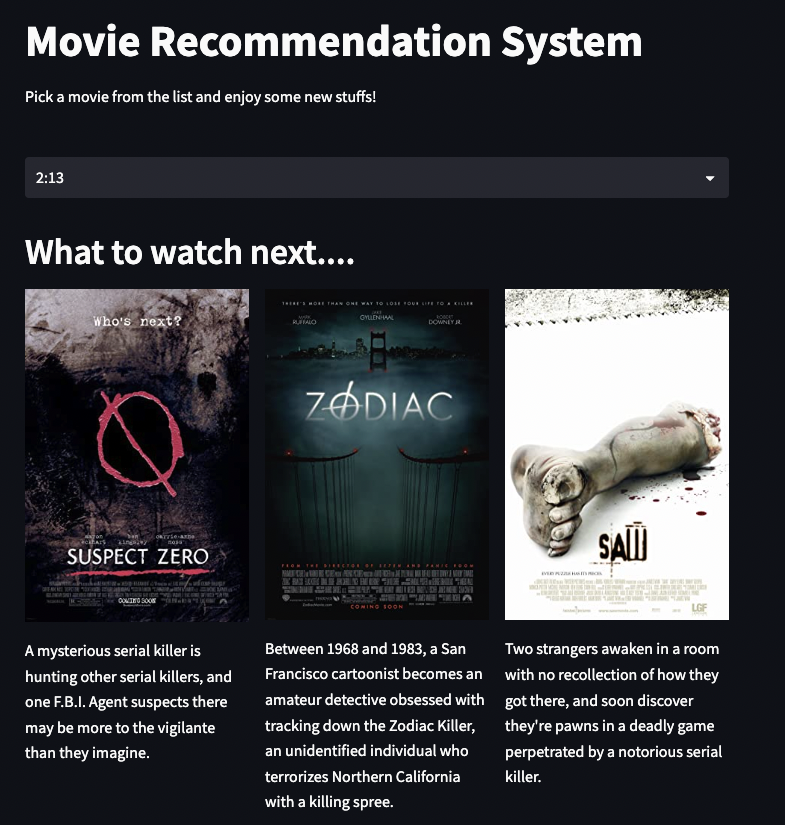 Movie Recommendation System
Pick a movie from the list and enjoy some new stuffs!
2:13
What to watch next....
Who's next?
aaron eckhart ben kingsley carrie-anne moss
SUSPECT ZERO
COMING SOON
THERE'S MORE THAN ONE WAY TO LOSE YOUR LIFE TO A KILLER
MARK RUFFALO JAKE GYLLENHAAL ROBERT DOWNEY JR.
ZODIAC
FROM THE DIRECTOR OF SE7EN AND PANIC ROOM
COMING SOON
SAW
EVERY PUZZLE HAS ITS PIECES.
LGF
A mysterious serial killer is
hunting other serial killers, and
one F.B.I. Agent suspects there
may be more to the vigilante
than they imagine.
Between 1968 and 1983, a San
Francisco cartoonist becomes an
amateur detective obsessed with
tracking down the Zodiac Killer,
an unidentified individual who
terrorizes Northern California
with a killing spree.
Two strangers awaken in a room
with no recollection of how they
got there, and soon discover
they're pawns in a deadly game
perpetrated by a notorious serial
killer.